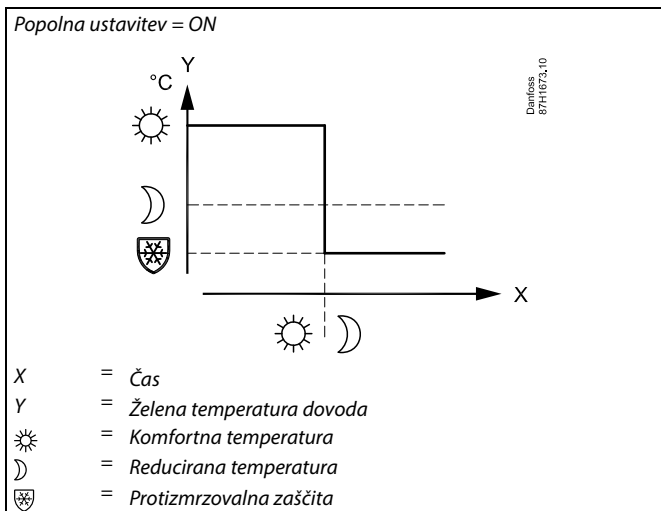 Popolna ustavitev = ON
Y
°C
Danfoss
87H1673.10
X
X = Čas
Y = Želena temperatura dovoda
= Komfortna temperatura
= Reducirana temperatura
= Protizmrzovalna zaščita